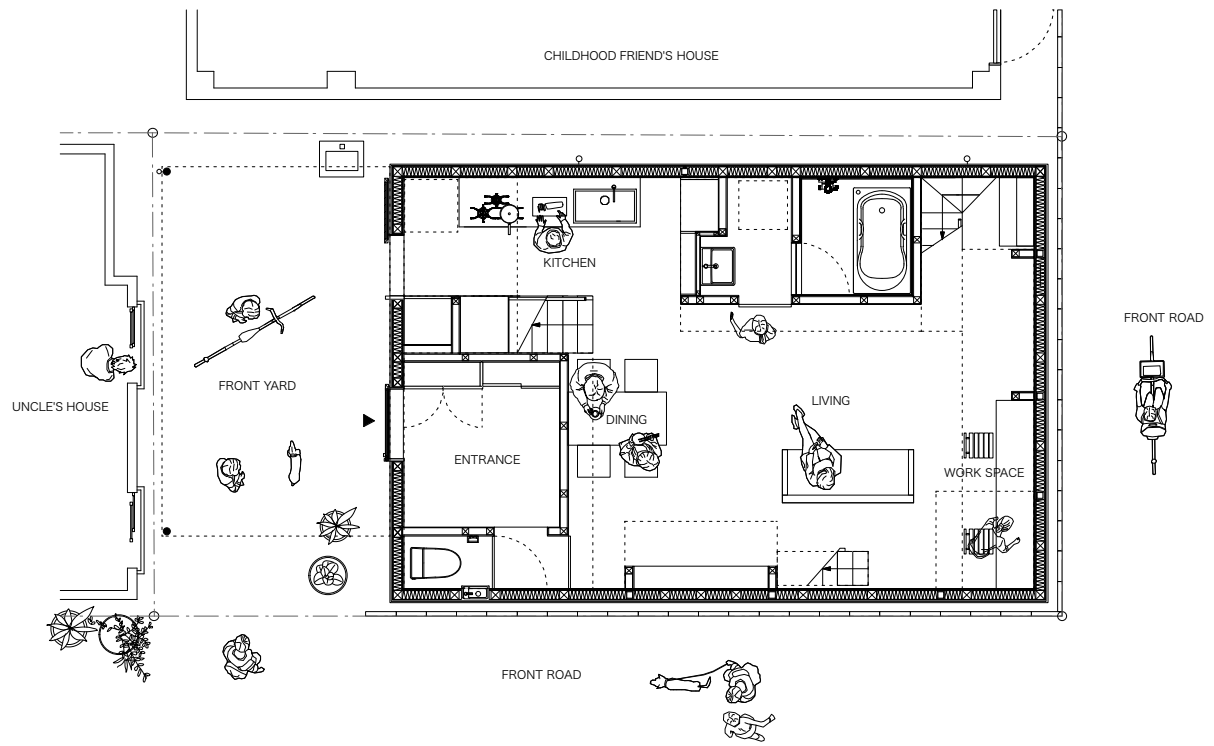 CHILDHOOD FRIEND'S HOUSE
KITCHEN
FRONT ROAD
FRONT YARD
LIVING
UNCLE'S HOUSE
DINING
ENTRANCE
WORK SPACE
FRONT ROAD